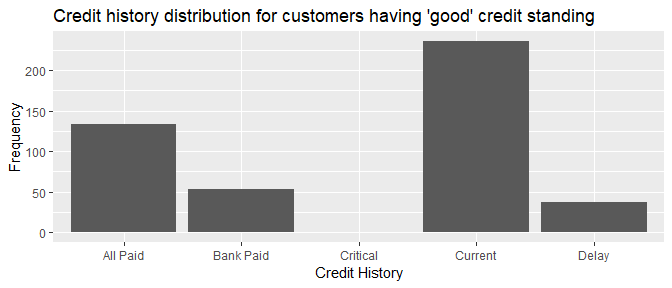 Credit history distribution for customers having 'good' credit standing
Frequency
200
150
100
50
0
All Paid Bank Paid Critical Current Delay
Credit History